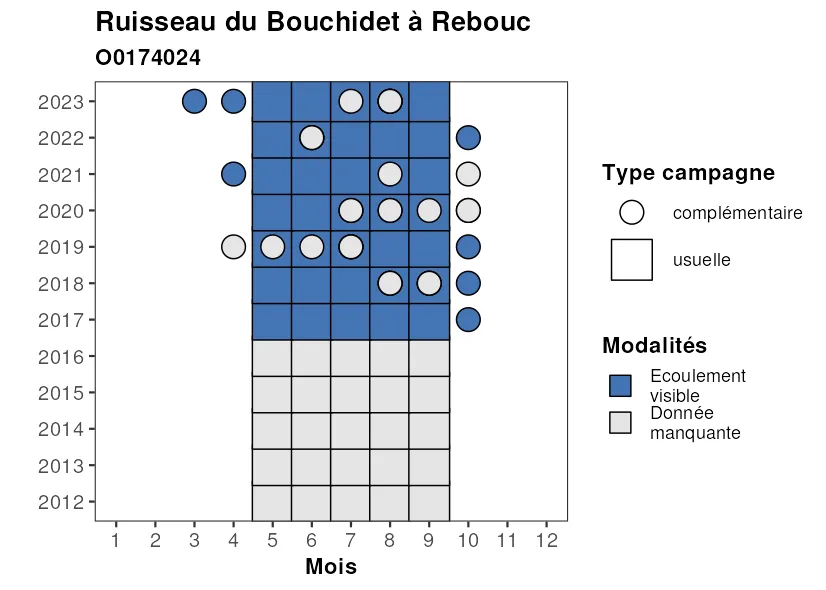 Ruisseau du Bouchidet à Rebouc
O0174024
2023
2022
2021
2020
2019
2018
2017
2016
2015
2014
2013
2012
1 2 3 4 5 6 7 8 9 10 11 12
Mois
Type campagne
complémentaire
usuelle
Modalités
Ecoulement
visible
Donnée
manquante